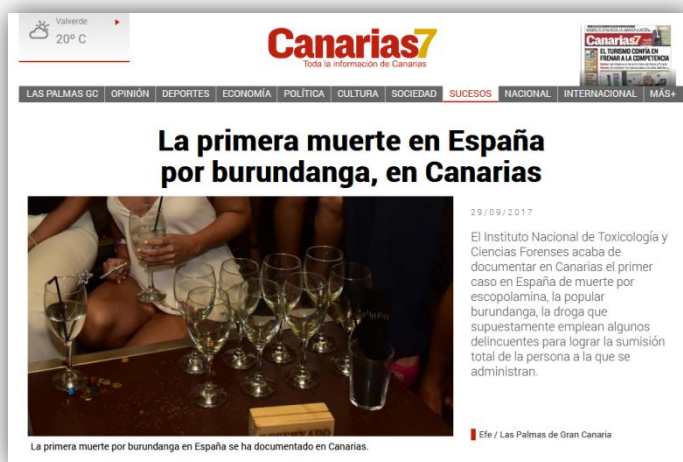 Valverde
20º C
Canarias7
Toda la información de Canarias
Canarias7
EL TURISMO CONFÍA EN
FRENAR A LA COMPETENCIA
LAS PALMAS GC OPINIÓN DEPORTES ECONOMÍA POLÍTICA CULTURA SOCIEDAD SUCESOS NACIONAL INTERNACIONAL MÁS+
La primera muerte en España
por burundanga, en Canarias
29/09/2017
El Instituto Nacional de Toxicología y
Ciencias Forenses acaba de
documentar en Canarias el primer
caso en España de muerte por
escopolamina, la popular
burundanga, la droga que
supuestamente emplean algunos
delincuentes para lograr la sumisión
total de la persona a la que se
administran.
RESERVADO
Efe / Las Palmas de Gran Canaria
La primera muerte por burundanga en España se ha documentado en Canarias.